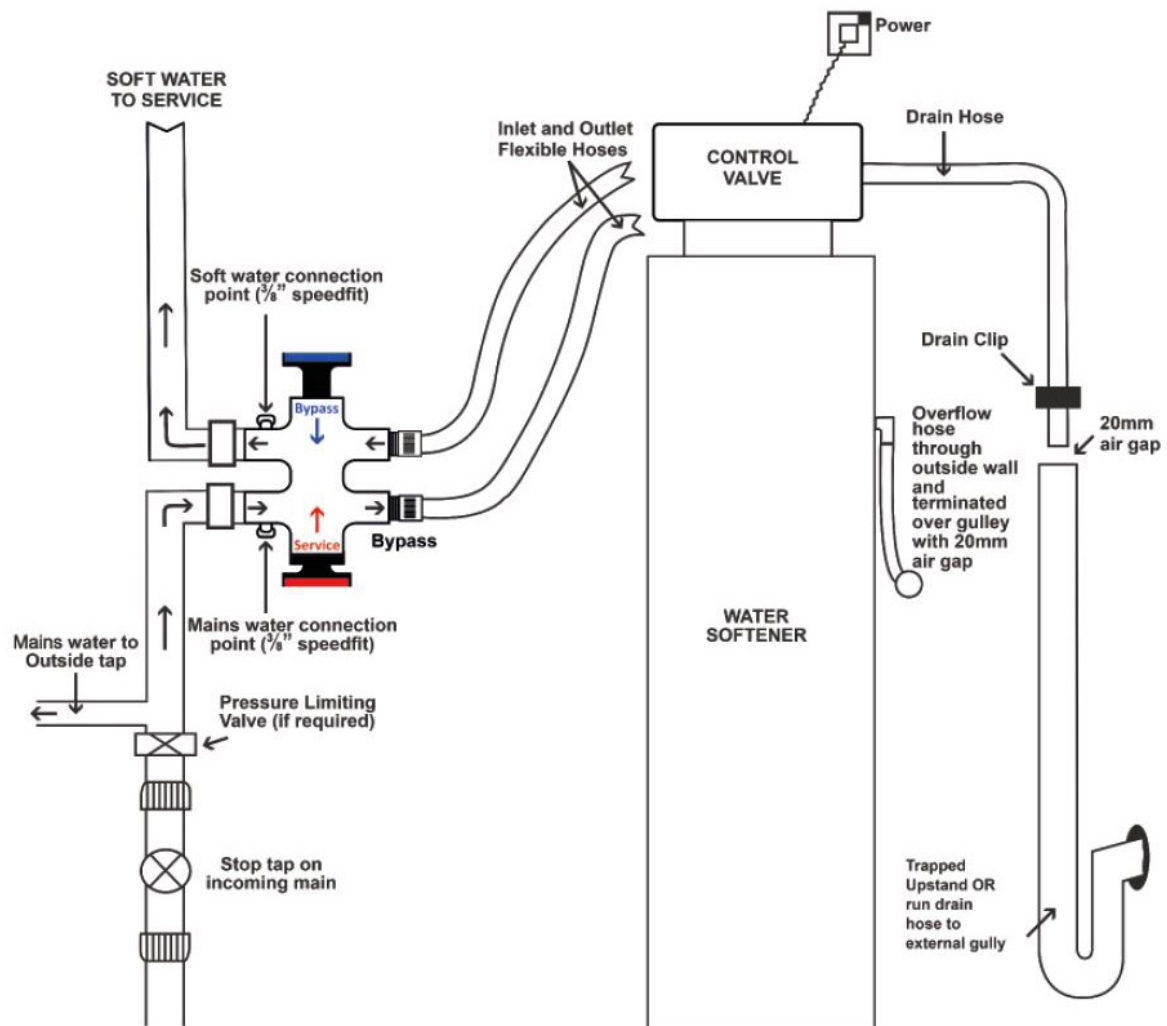 Power
SOFT WATER
TO SERVICE
Drain Hose
Inlet and Outlet
Flexible Hoses
CONTROL
VALVE
Soft water connection
point (⅜” speedfit)
Drain Clip
Bypass
Overflow
hose
through
outside wall
and
terminated
over gulley
with 20mm
air gap
20mm
air gap
Service
Bypass
WATER
SOFTENER
Mains water connection
point (⅜” speedfit)
Mains water to
Outside tap
Pressure Limiting
Valve (if required)
Stop tap on
incoming main
Trapped
Upstand OR
run drain
hose to
external gully